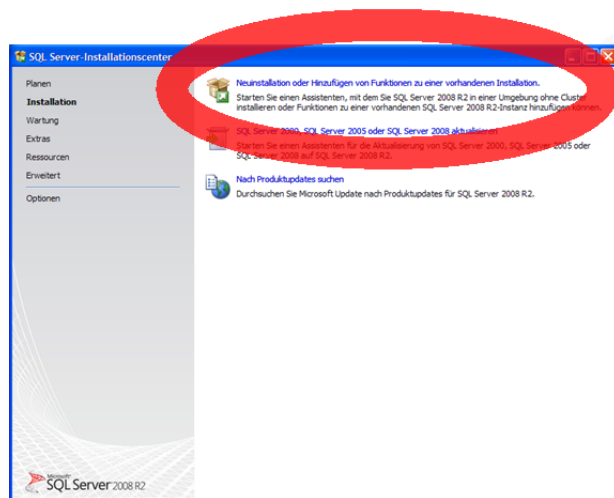 SQL Server-Installationscenter
Planen
Installation
Wartung
Extras
Ressourcen
Erweitert
Optionen
Neuinstallation oder Hinzufügen von Funktionen zu einer vorhandenen Installation.
Starten Sie einen Assistenten, mit dem Sie SQL Server 2008 R2 in einer Umgebung ohne Cluster
installieren oder Funktionen zu einer vorhandenen SQL Server 2008 R2-Instanz hinzufügen können.
SQL Server 2000, SQL Server 2005 oder SQL Server 2008 aktualisieren
Starten Sie einen Assistenten für die Aktualisierung von SQL Server 2000, SQL Server 2005 oder
SQL Server 2008 auf SQL Server 2008 R2.
Nach Produktupdates suchen
Durchsuchen Sie Microsoft Update nach Produktupdates für SQL Server 2008 R2.
Microsoft
SQL Server 2008 R2